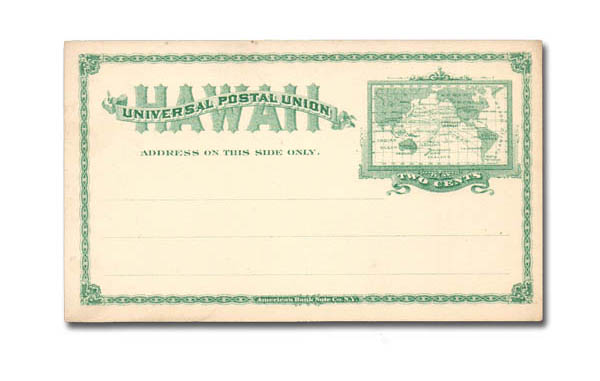 HAWAII
UNIVERSAL POSTAL UNION
ADDRESS ON THIS SIDE ONLY.
TWO CENTS
American Bank Note Co. N.Y.